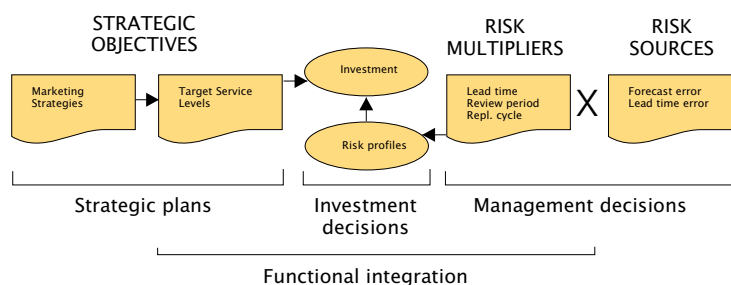 STRATEGIC
OBJECTIVES
RISK
MULTIPLIERS
RISK
SOURCES
Marketing
Strategies
Target Service
Levels
Investment
Lead time
Review period
Repl. cycle
X
Forecast error
Lead time error
Risk profiles
Strategic plans
Investment
decisions
Management decisions
Functional integration